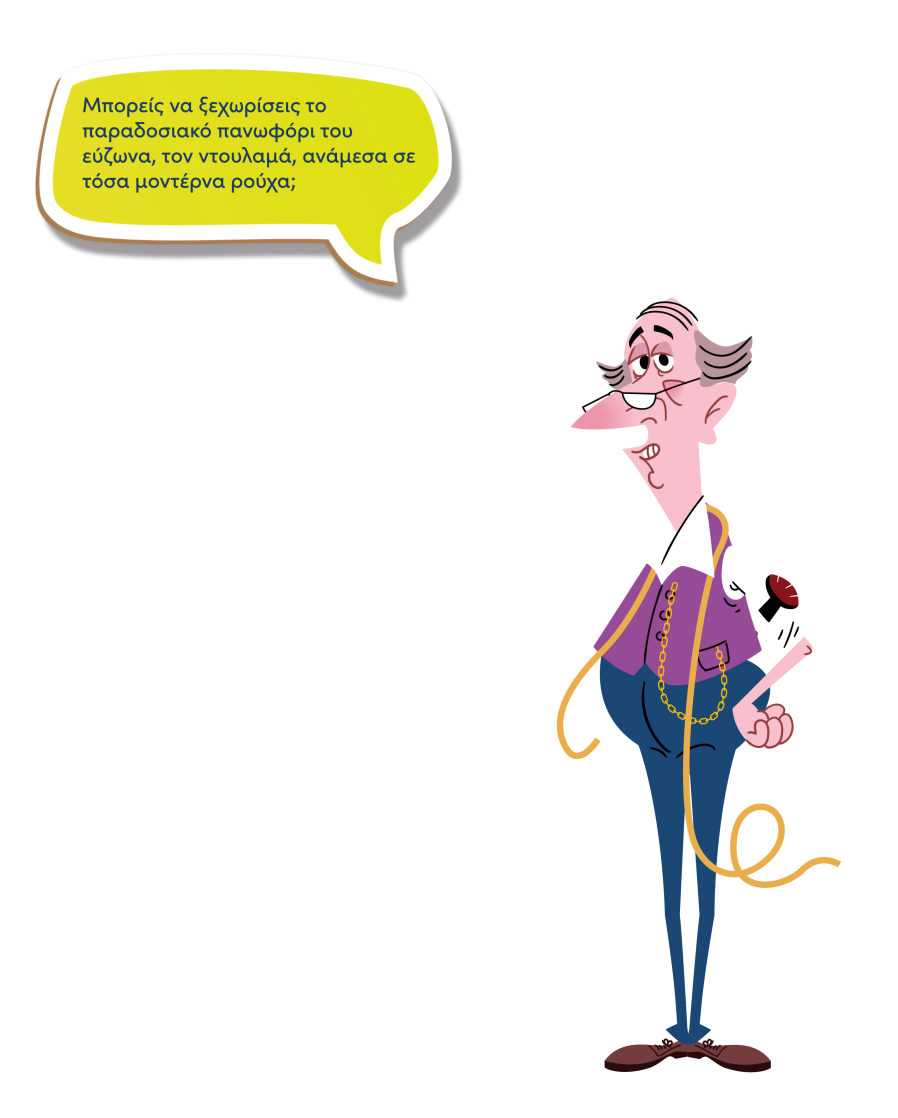 Μπορείς να ξεχωρίσεις το
παραδοσιακό πανωφόρι του
εύζωνα, τον ντουλαμά, ανάμεσα σε
τόσα μοντέρνα ρούχα;